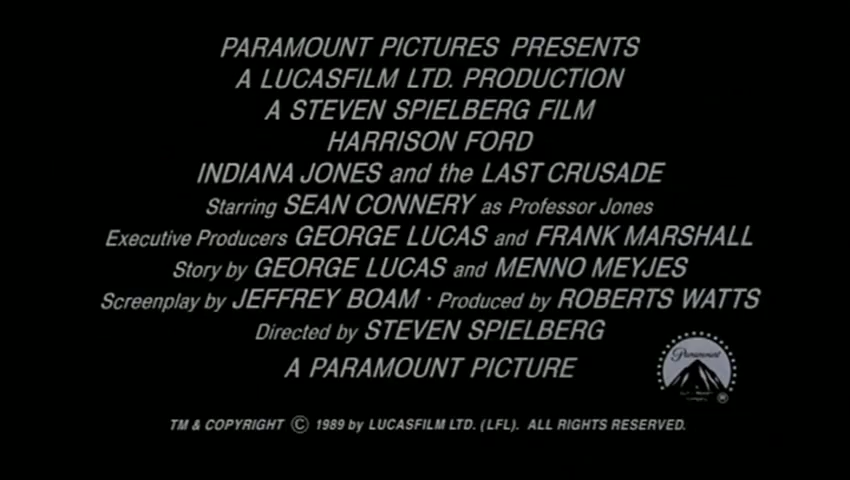 PARAMOUNT PICTURES PRESENTS
A LUCASFILM LTD. PRODUCTION
A STEVEN SPIELBERG FILM
HARRISON FORD
INDIANA JONES and the LAST CRUSADE
Starring SEAN CONNERY as Professor Jones
Executive Producers GEORGE LUCAS and FRANK MARSHALL
Story by GEORGE LUCAS and MENNO MEYJES
Screenplay by JEFFREY BOAM · Produced by ROBERTS WATTS
Directed by STEVEN SPIELBERG
A PARAMOUNT PICTURE
Paramount
®
TM & COPYRIGHT © 1989 by LUCASFILM LTD. (LFL). ALL RIGHTS RESERVED.